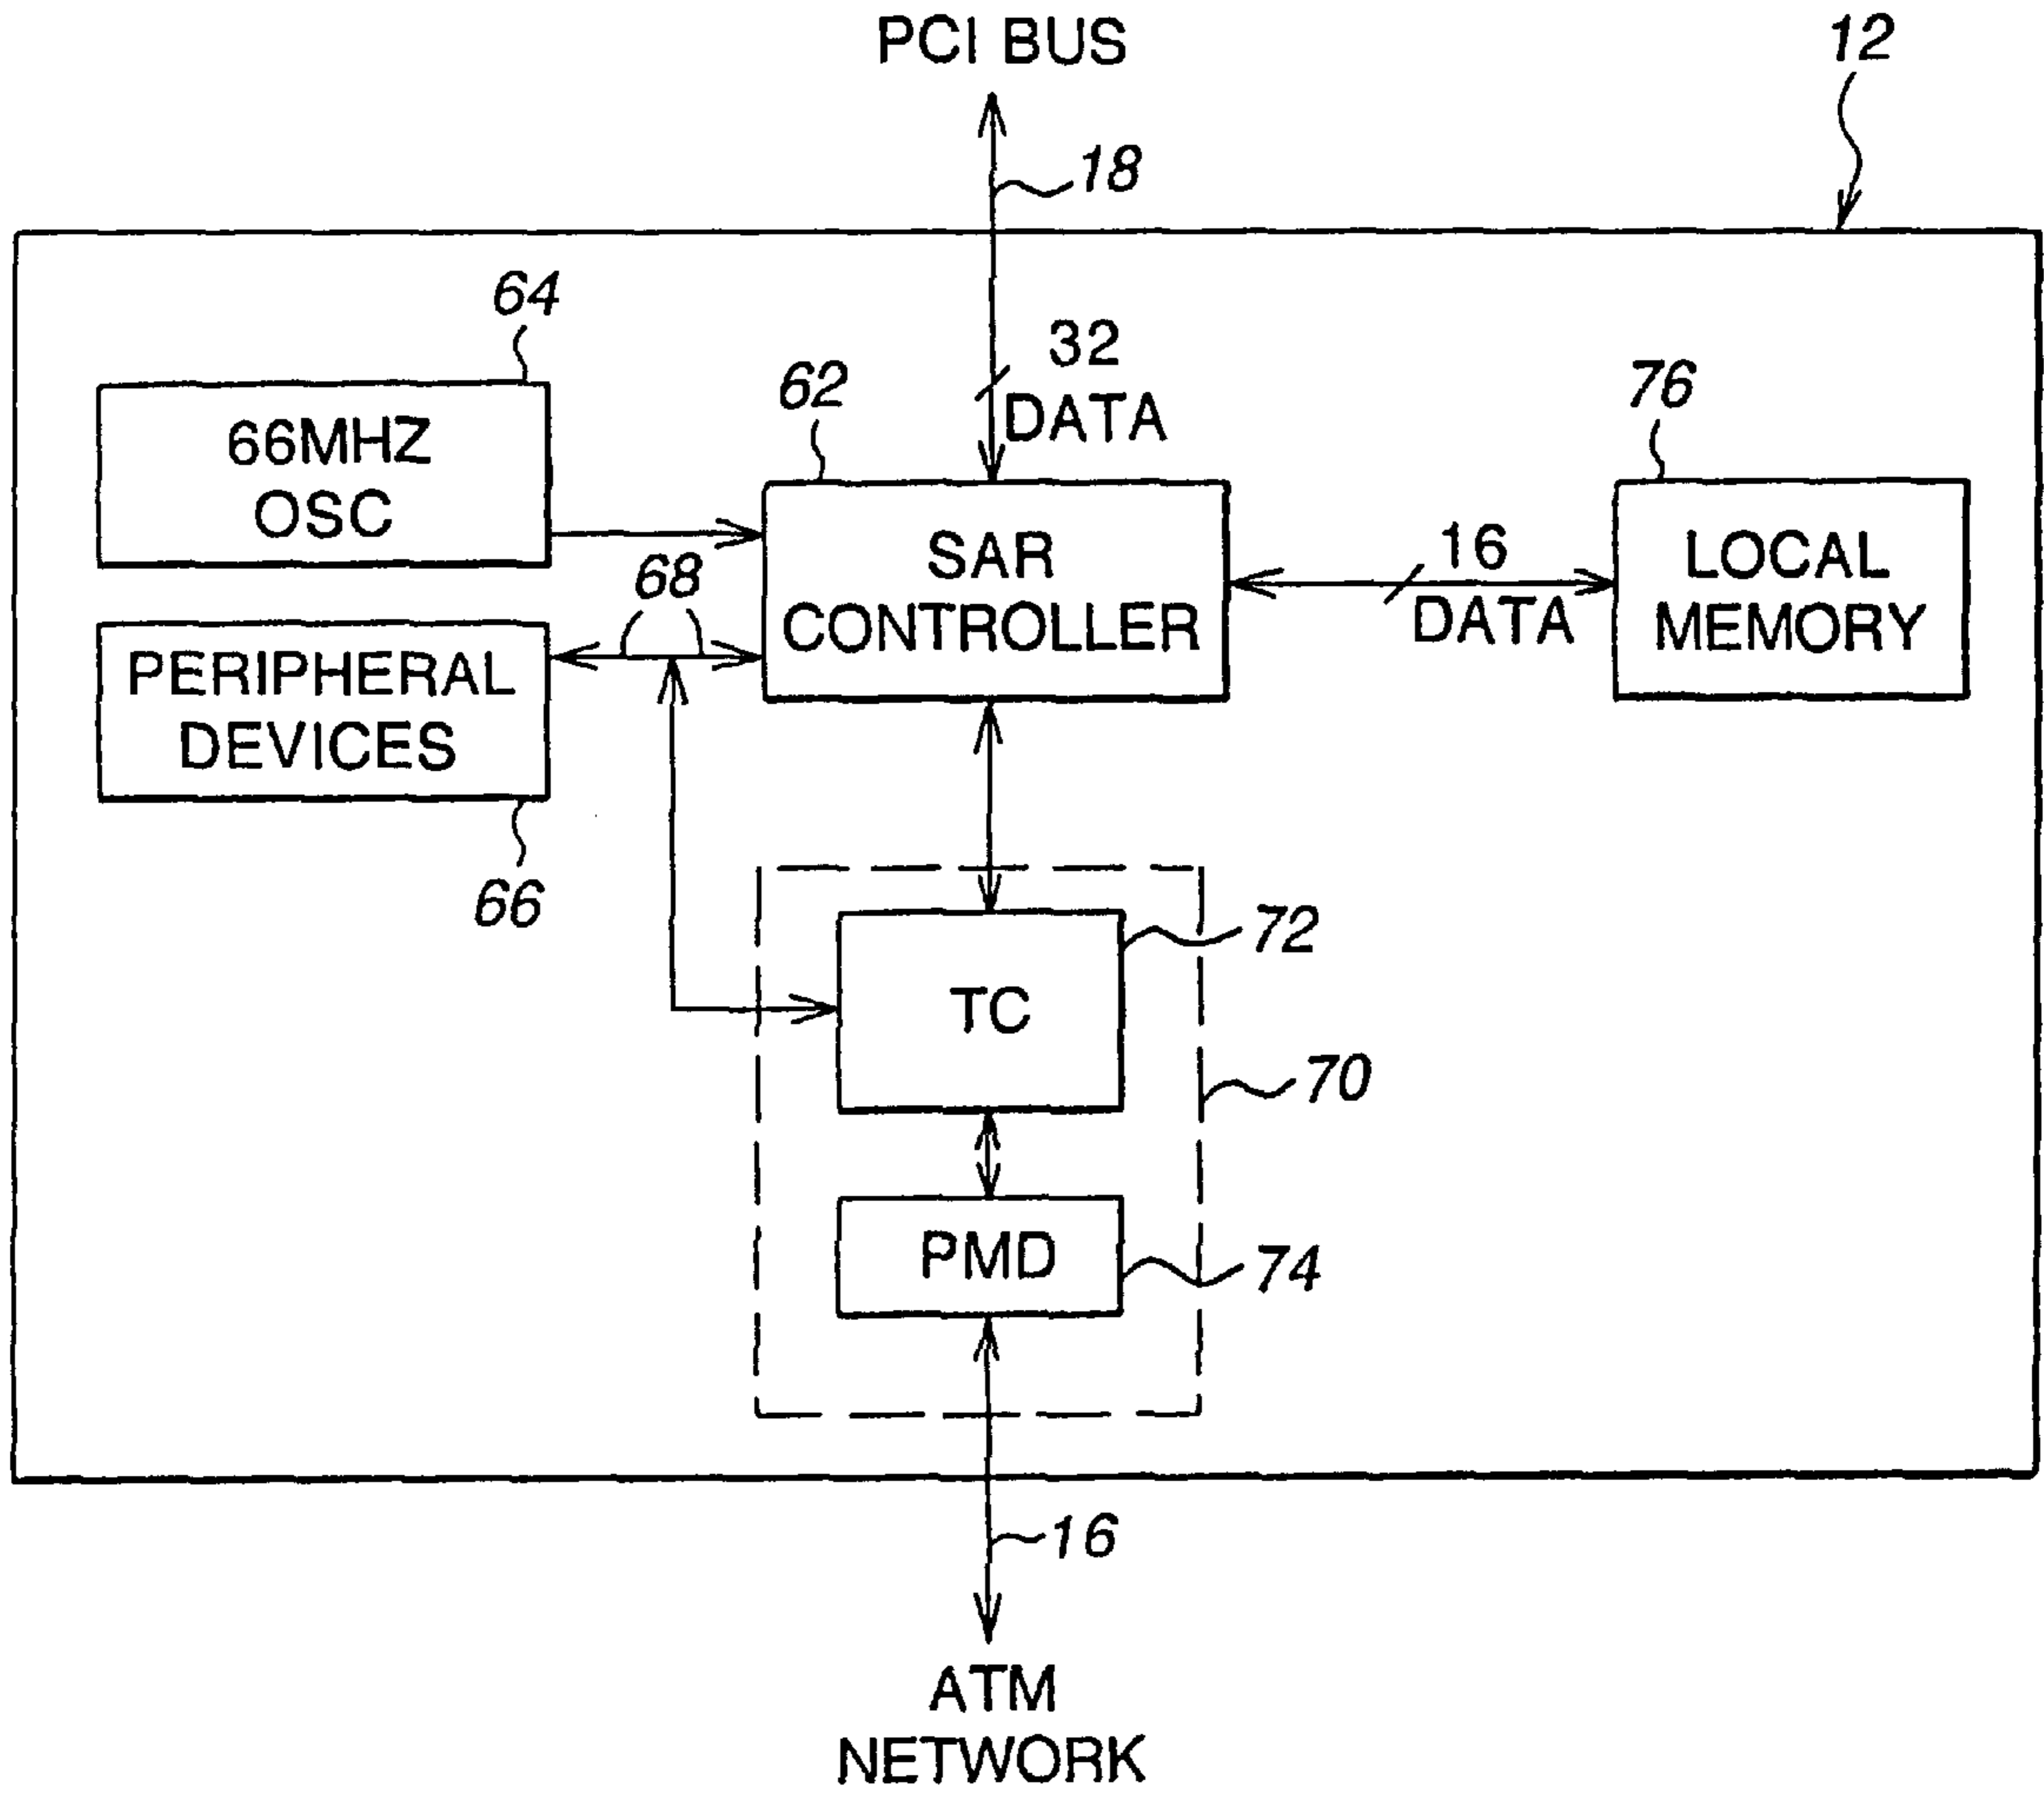 PCI BUS
12
18
64
32
DATA
62
76
66MHZ
OSC
68
SAR
CONTROLLER
16
DATA
LOCAL
MEMORY
PERIPHERAL
DEVICES
66
72
TC
70
PMD
74
16
ATM
NETWORK